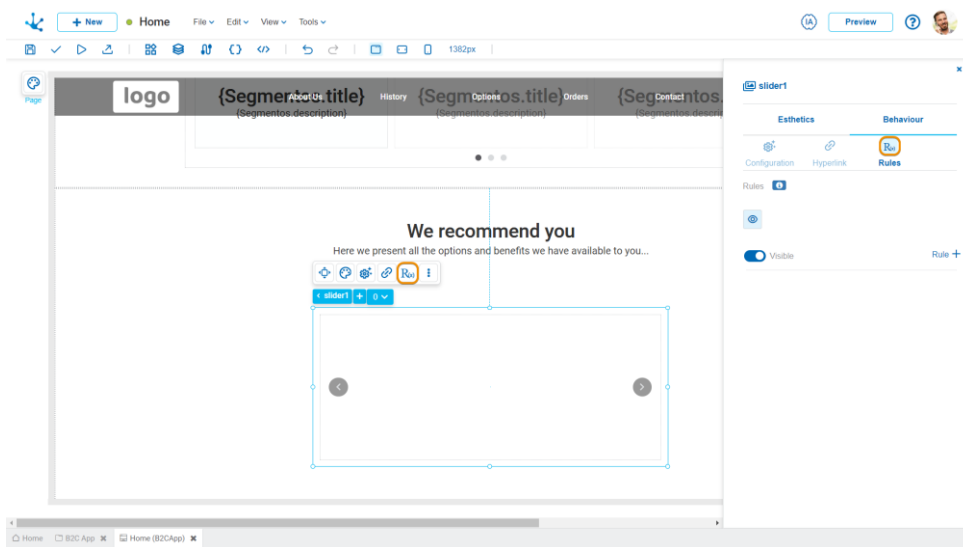 + New
Home
File
Edit
View
Tools
IA
Preview
?
1382px
Page
logo
{Segmentos.title}
{Segmentos.title}
{Segmentos.
About Us
History
Options
Orders
Contact
{Segmentos.description}
{Segmentos.description}
{Segmentos.descri
We recommend you
Here we present all the options and benefits we have available to you...
R(x)
slider1
+
0
slider1
Esthetics
Behaviour
R(x)
Configuration
Hyperlink
Rules
Rules
Visible
Rule +
Home
B2C App
Home (B2CApp)